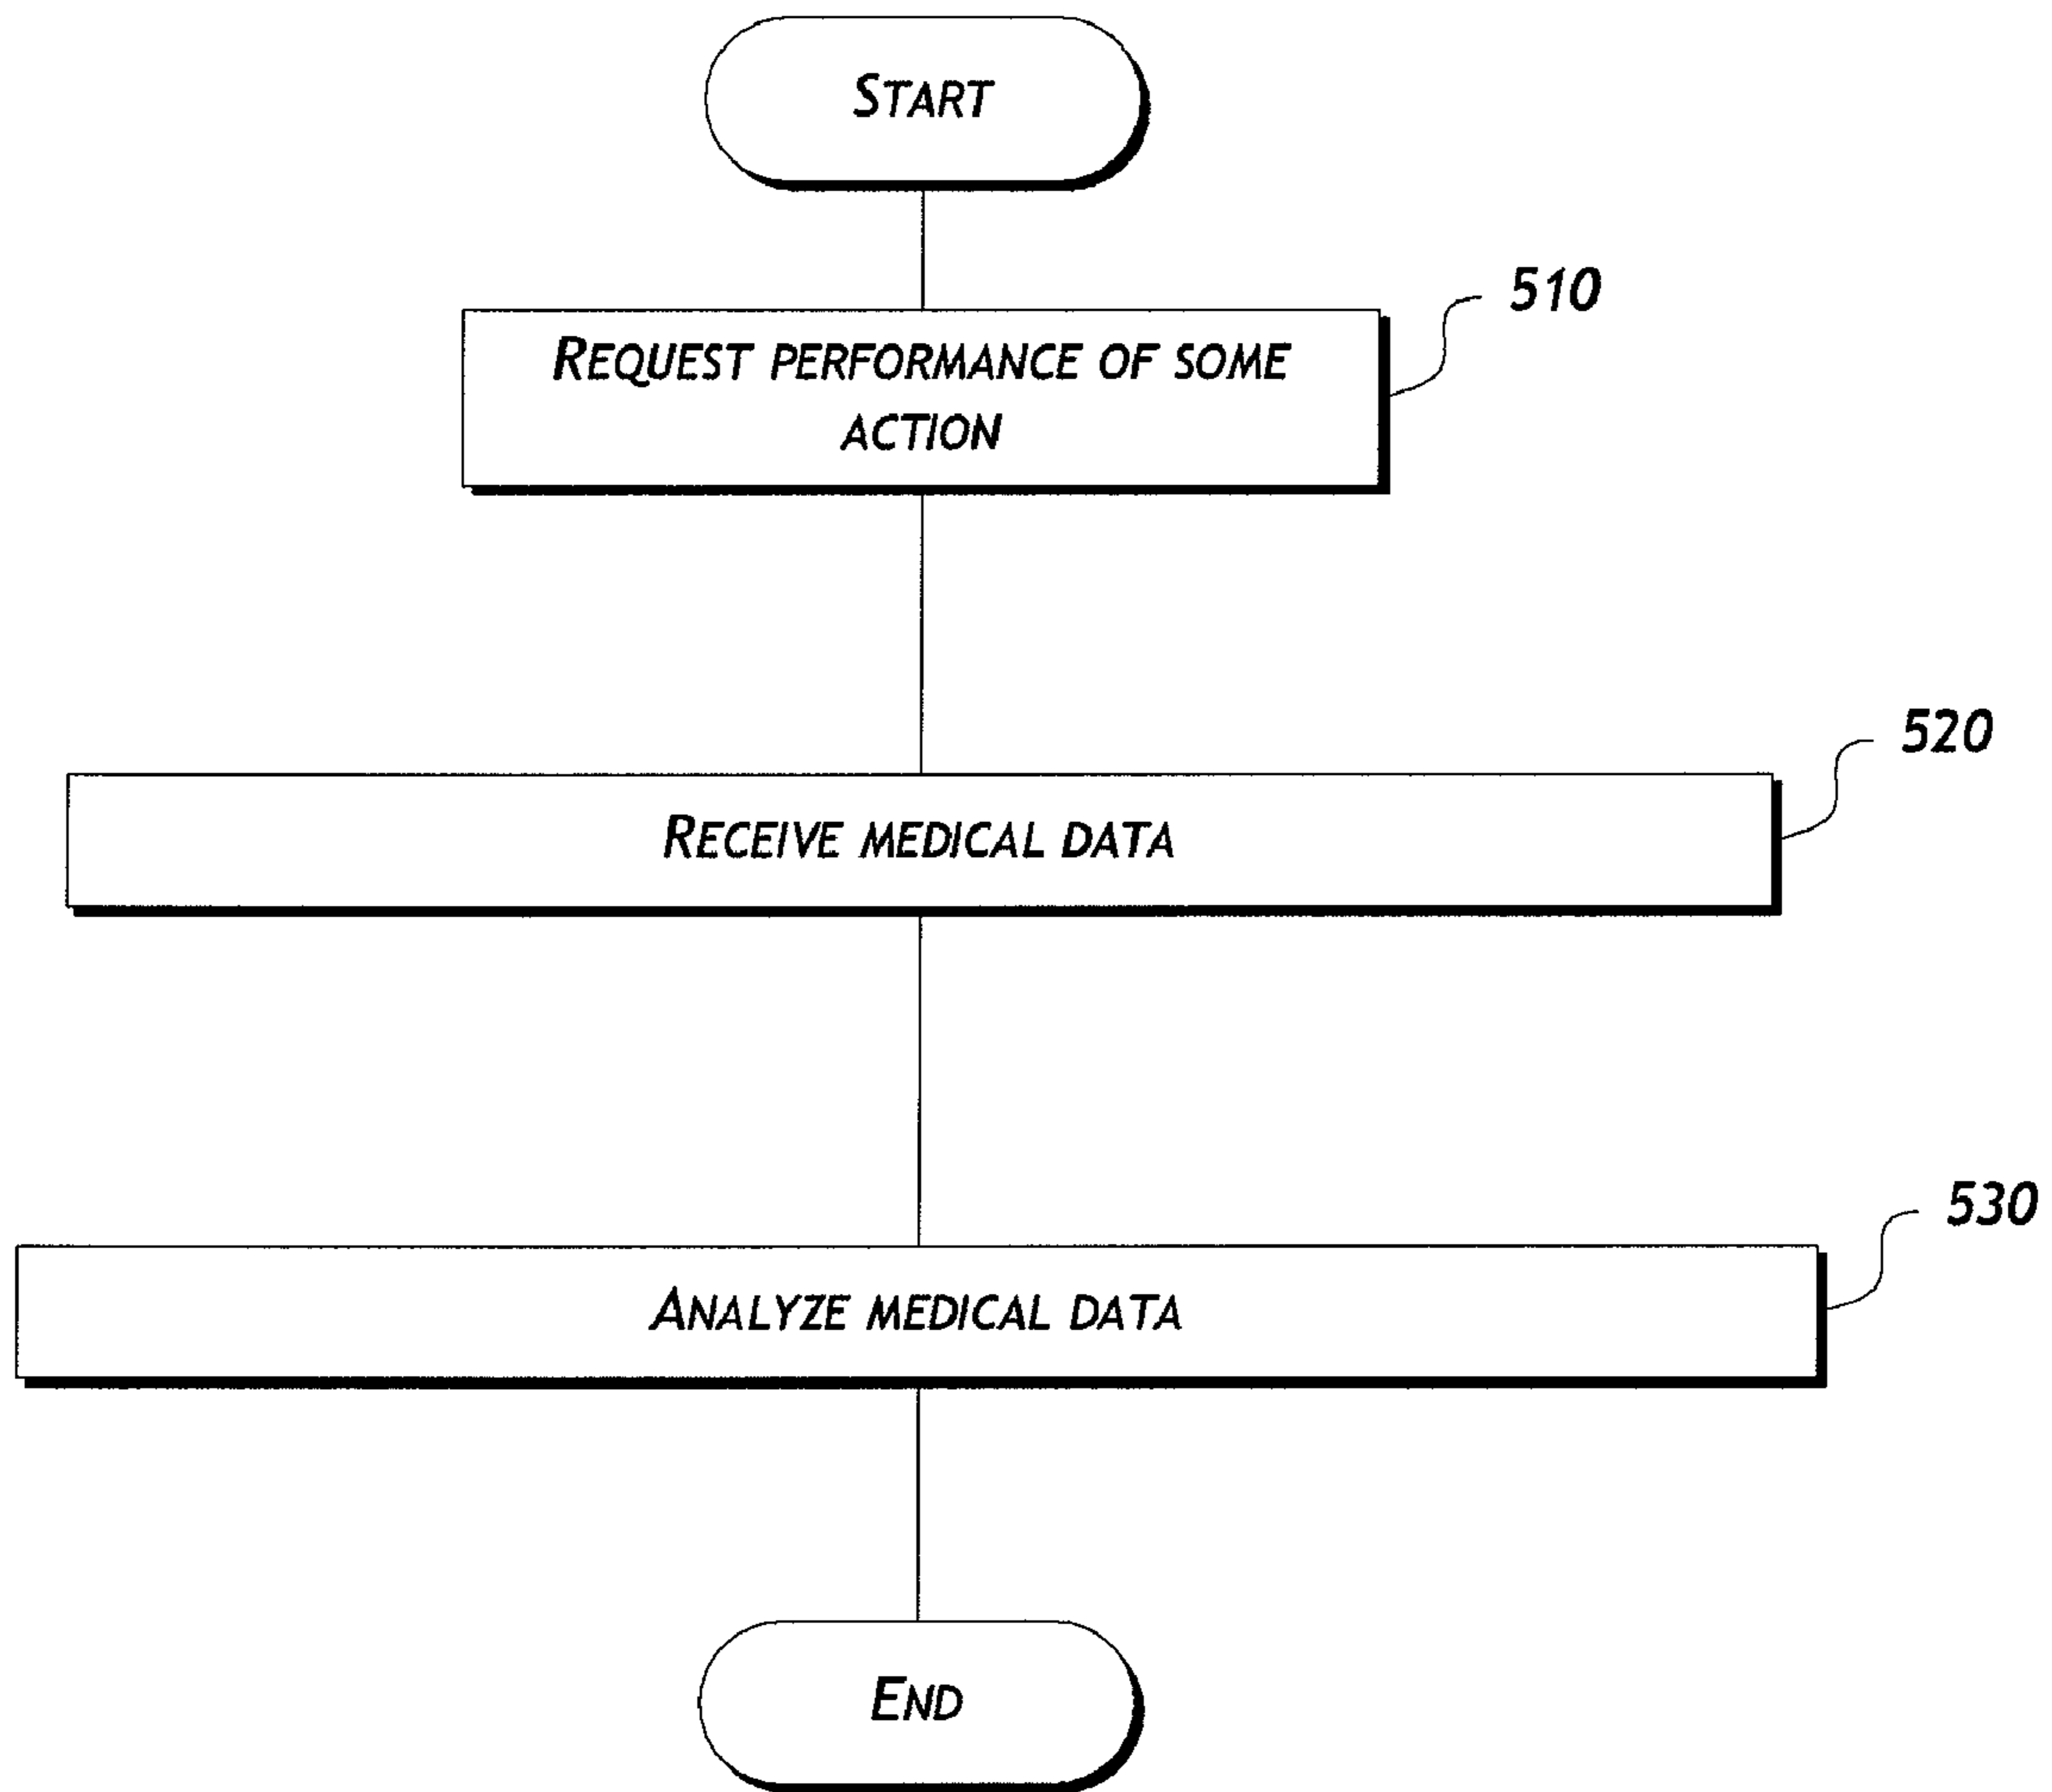 START
510
REQUEST PERFORMANCE OF SOME
ACTION
520
RECEIVE MEDICAL DATA
530
ANALYZE MEDICAL DATA
END